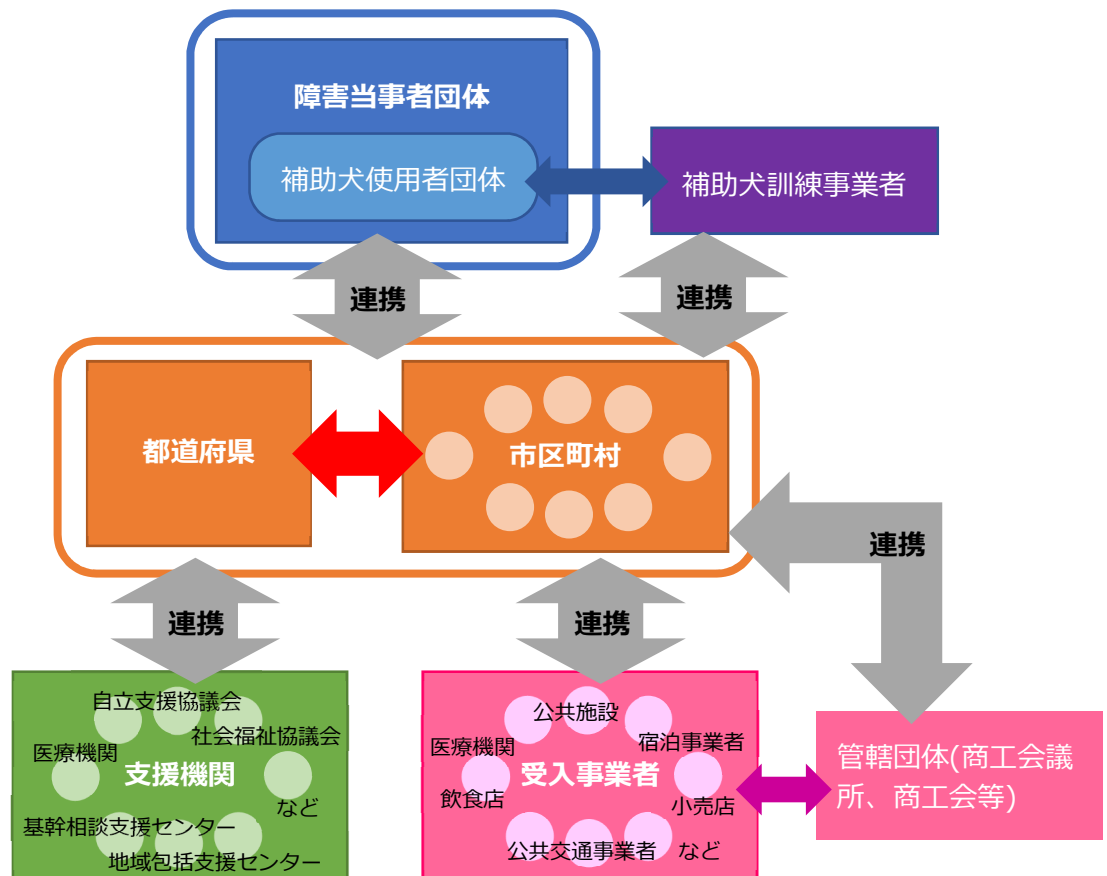 障害当事者団体
補助犬使用者団体
補助犬訓練事業者
連携
連携
都道府県
市区町村
連携
連携
連携
自立支援協議会
社会福祉協議会
医療機関
支援機関
など
基幹相談支援センター
地域包括支援センター
公共施設
医療機関
宿泊事業者
受入事業者
飲食店
小売店
公共交通事業者
など
管轄団体(商工会議
所、商工会等)